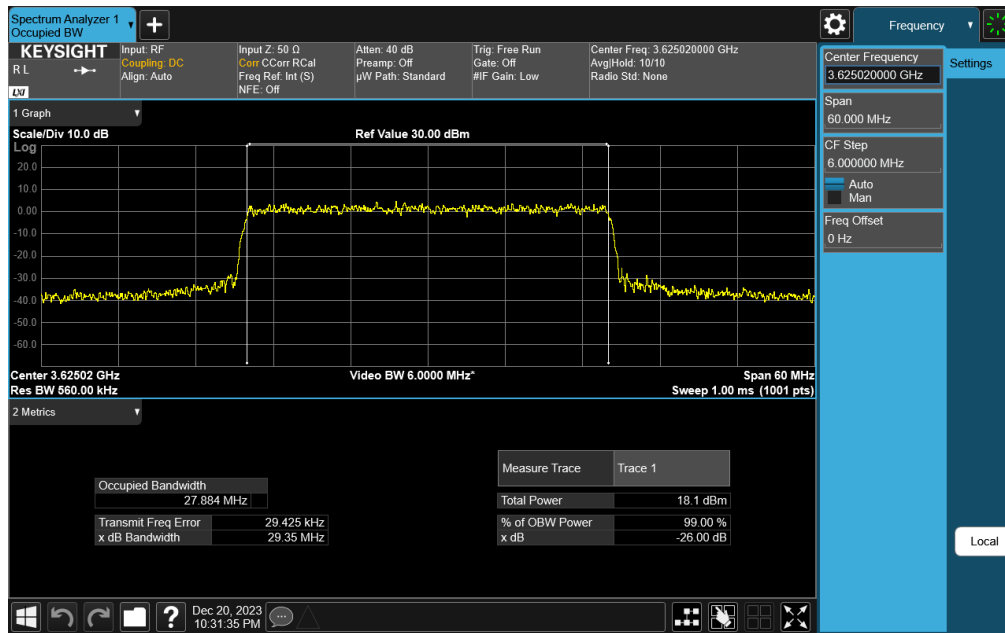 Spectrum Analyzer 1
Occupied BW
Frequency
KEYSIGHT
R L
LXI
Input: RF
Coupling: DC
Align: Auto
Input Z: 50 Ω
Corr CCorr RCal
Freq Ref: Int (S)
NFE: Off
Atten: 40 dB
Preamp: Off
µW Path: Standard
Trig: Free Run
Gate: Off
#IF Gain: Low
Center Freq: 3.625020000 GHz
Avg|Hold: 10/10
Radio Std: None
Center Frequency
3.625020000 GHz
Settings
Span
60.000 MHz
CF Step
6.000000 MHz
Auto
Man
Freq Offset
0 Hz
1 Graph
Scale/Div 10.0 dB
Ref Value 30.00 dBm
Log
20.0
10.0
0.00
-10.0
-20.0
-30.0
-40.0
-50.0
-60.0
Center 3.62502 GHz
Video BW 6.0000 MHz*
Span 60 MHz
Res BW 560.00 kHz
Sweep 1.00 ms (1001 pts)
2 Metrics
Occupied Bandwidth
27.884 MHz
Transmit Freq Error 29.425 kHz
x dB Bandwidth 29.35 MHz
Measure Trace Trace 1
Total Power 18.1 dBm
% of OBW Power 99.00 %
x dB -26.00 dB
Local
?
Dec 20, 2023
10:31:35 PM